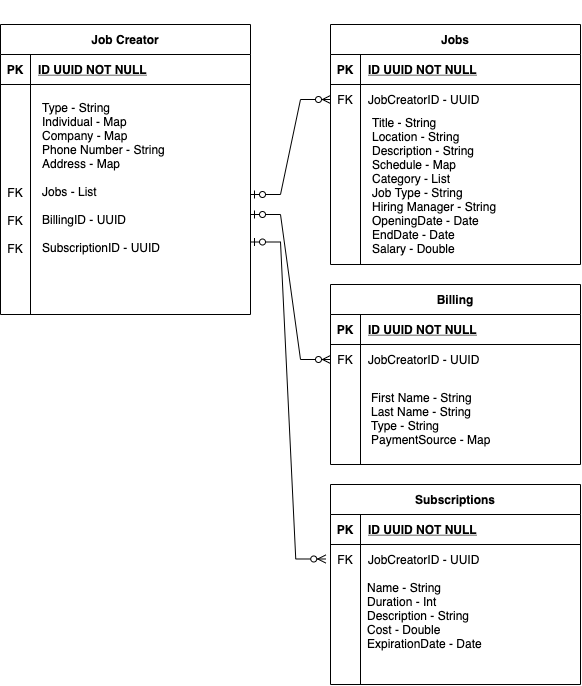 Job Creator
PK ID UUID NOT NULL
Type - String
Individual - Map
Company - Map
Phone Number - String
Address - Map
FK Jobs - List
FK BillingID - UUID
FK SubscriptionID - UUID
Jobs
PK ID UUID NOT NULL
FK JobCreatorID - UUID
Title - String
Location - String
Description - String
Schedule - Map
Category - List
Job Type - String
Hiring Manager - String
OpeningDate - Date
EndDate - Date
Salary - Double
Billing
PK ID UUID NOT NULL
FK JobCreatorID - UUID
First Name - String
Last Name - String
Type - String
PaymentSource - Map
Subscriptions
PK ID UUID NOT NULL
FK JobCreatorID - UUID
Name - String
Duration - Int
Description - String
Cost - Double
ExpirationDate - Date